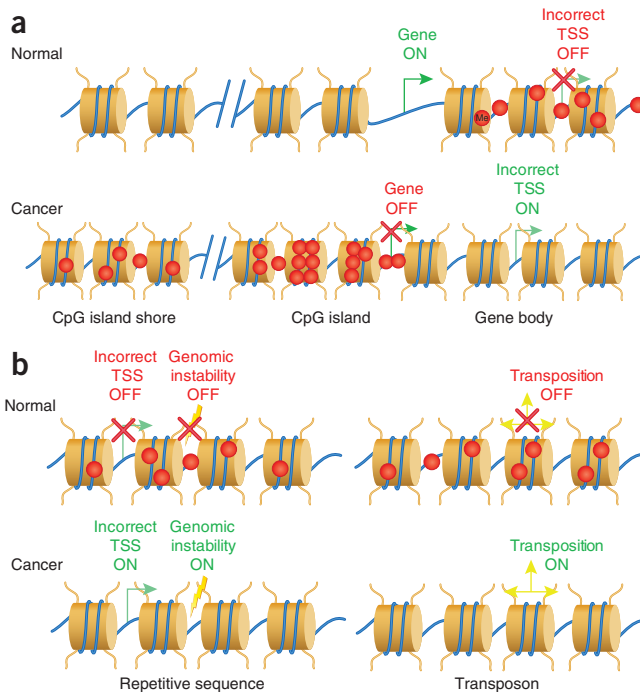 a
Normal
Gene
ON
Incorrect
TSS
OFF
Me
Cancer
Gene
OFF
Incorrect
TSS
ON
CpG island shore
CpG island
Gene body
b
Normal
Incorrect
TSS
OFF
Genomic
instability
OFF
Transposition
OFF
Cancer
Incorrect
TSS
ON
Genomic
instability
ON
Transposition
ON
Repetitive sequence
Transposon